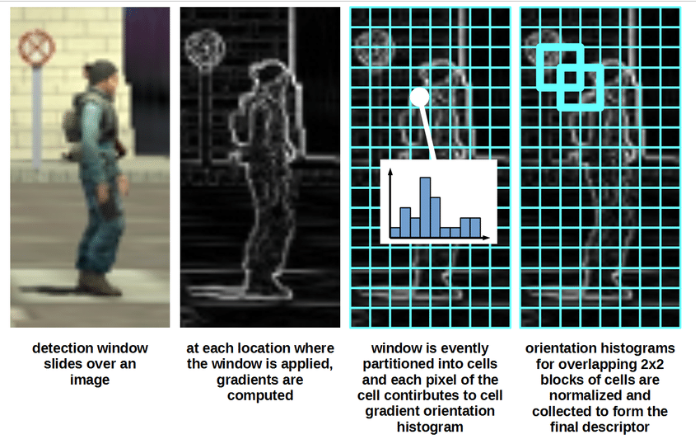 detection window
slides over an
image
at each location where
the window is applied,
gradients are
computed
window is evently
partitioned into cells
and each pixel of the
cell contirbutes to cell
gradient orientation
histogram
orientation histograms
for overlapping 2x2
blocks of cells are
normalized and
collected to form the
final descriptor